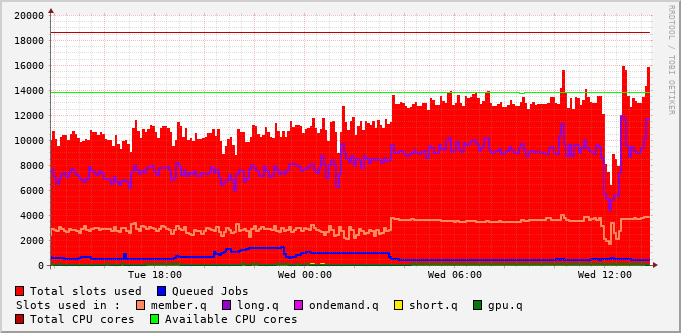 20000
18000
16000
14000
12000
10000
8000
6000
4000
2000
0
Tue 18:00 Wed 00:00 Wed 06:00 Wed 12:00
RRDTOOL / TOBI OETIKER
Total slots used Queued Jobs
Slots used in : member.q long.q ondemand.q short.q gpu.q
Total CPU cores Available CPU cores